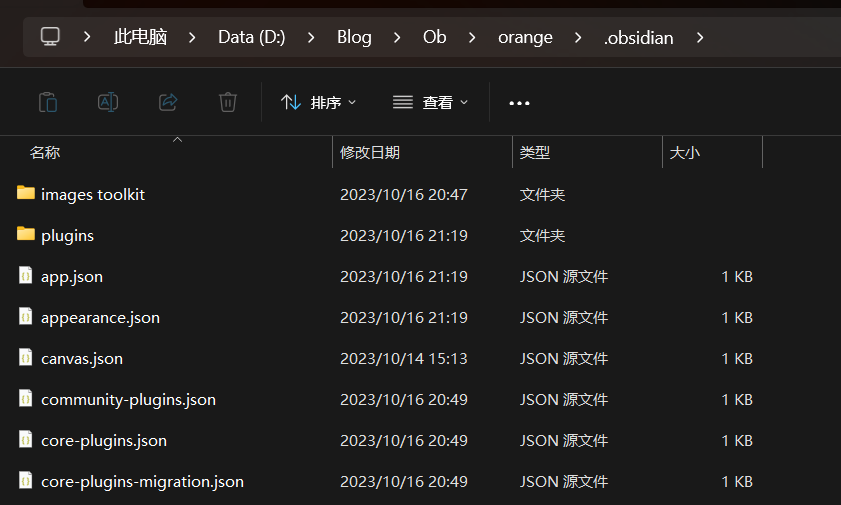 此电脑 > Data (D:) > Blog > Ob > orange > .obsidian >
排序 查看 •••
名称 修改日期 类型 大小
images toolkit 2023/10/16 20:47 文件夹
plugins 2023/10/16 21:19 文件夹
app.json 2023/10/16 21:19 JSON 源文件 1 KB
appearance.json 2023/10/16 21:19 JSON 源文件 1 KB
canvas.json 2023/10/14 15:13 JSON 源文件 1 KB
community-plugins.json 2023/10/16 20:49 JSON 源文件 1 KB
core-plugins.json 2023/10/16 20:49 JSON 源文件 1 KB
core-plugins-migration.json 2023/10/16 20:49 JSON 源文件 1 KB